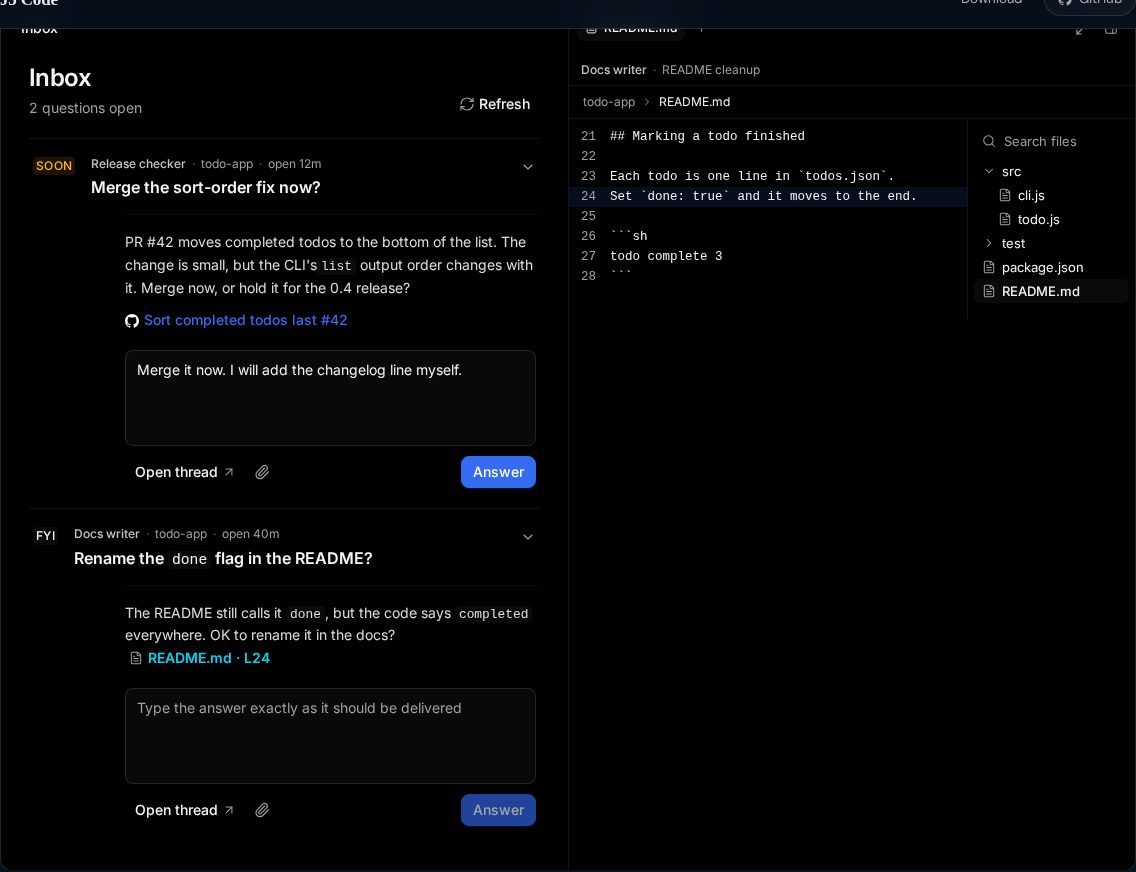 J5 Code
Download
GitHub
Inbox
Inbox
2 questions open
Refresh
SOON
Release checker · todo-app · open 12m
Merge the sort-order fix now?
PR #42 moves completed todos to the bottom of the list. The
change is small, but the CLI's list output order changes with
it. Merge now, or hold it for the 0.4 release?
Sort completed todos last #42
Merge it now. I will add the changelog line myself.
Open thread
Answer
FYI
Docs writer · todo-app · open 40m
Rename the done flag in the README?
The README still calls it done, but the code says completed
everywhere. OK to rename it in the docs?
README.md · L24
Type the answer exactly as it should be delivered
Open thread
Answer
README.md
Docs writer · README cleanup
todo-app > README.md
21 ## Marking a todo finished
22
23 Each todo is one line in `todos.json`.
24 Set `done: true` and it moves to the end.
25
26 ```sh
27 todo complete 3
28 ```
Search files
src
cli.js
todo.js
test
package.json
README.md